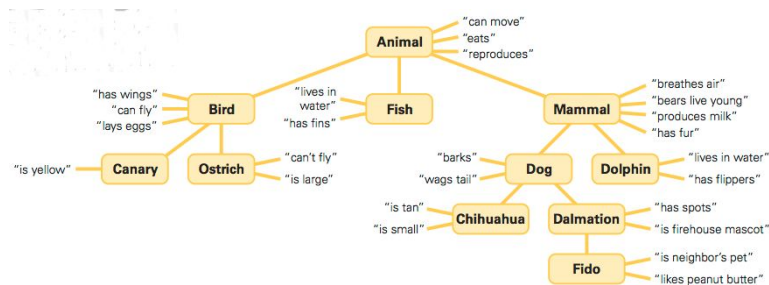 Animal
"can move"
"eats"
"reproduces"
"has wings"
"can fly"
"lays eggs"
Bird
"lives in
water"
"has fins"
Fish
Mammal
"breathes air"
"bears live young"
"produces milk"
"has fur"
"is yellow"
Canary
Ostrich
"can't fly"
"is large"
"barks"
"wags tail"
Dog
Dolphin
"lives in water"
"has flippers"
"is tan"
"is small"
Chihuahua
Dalmation
"has spots"
"is firehouse mascot"
Fido
"is neighbor's pet"
"likes peanut butter"